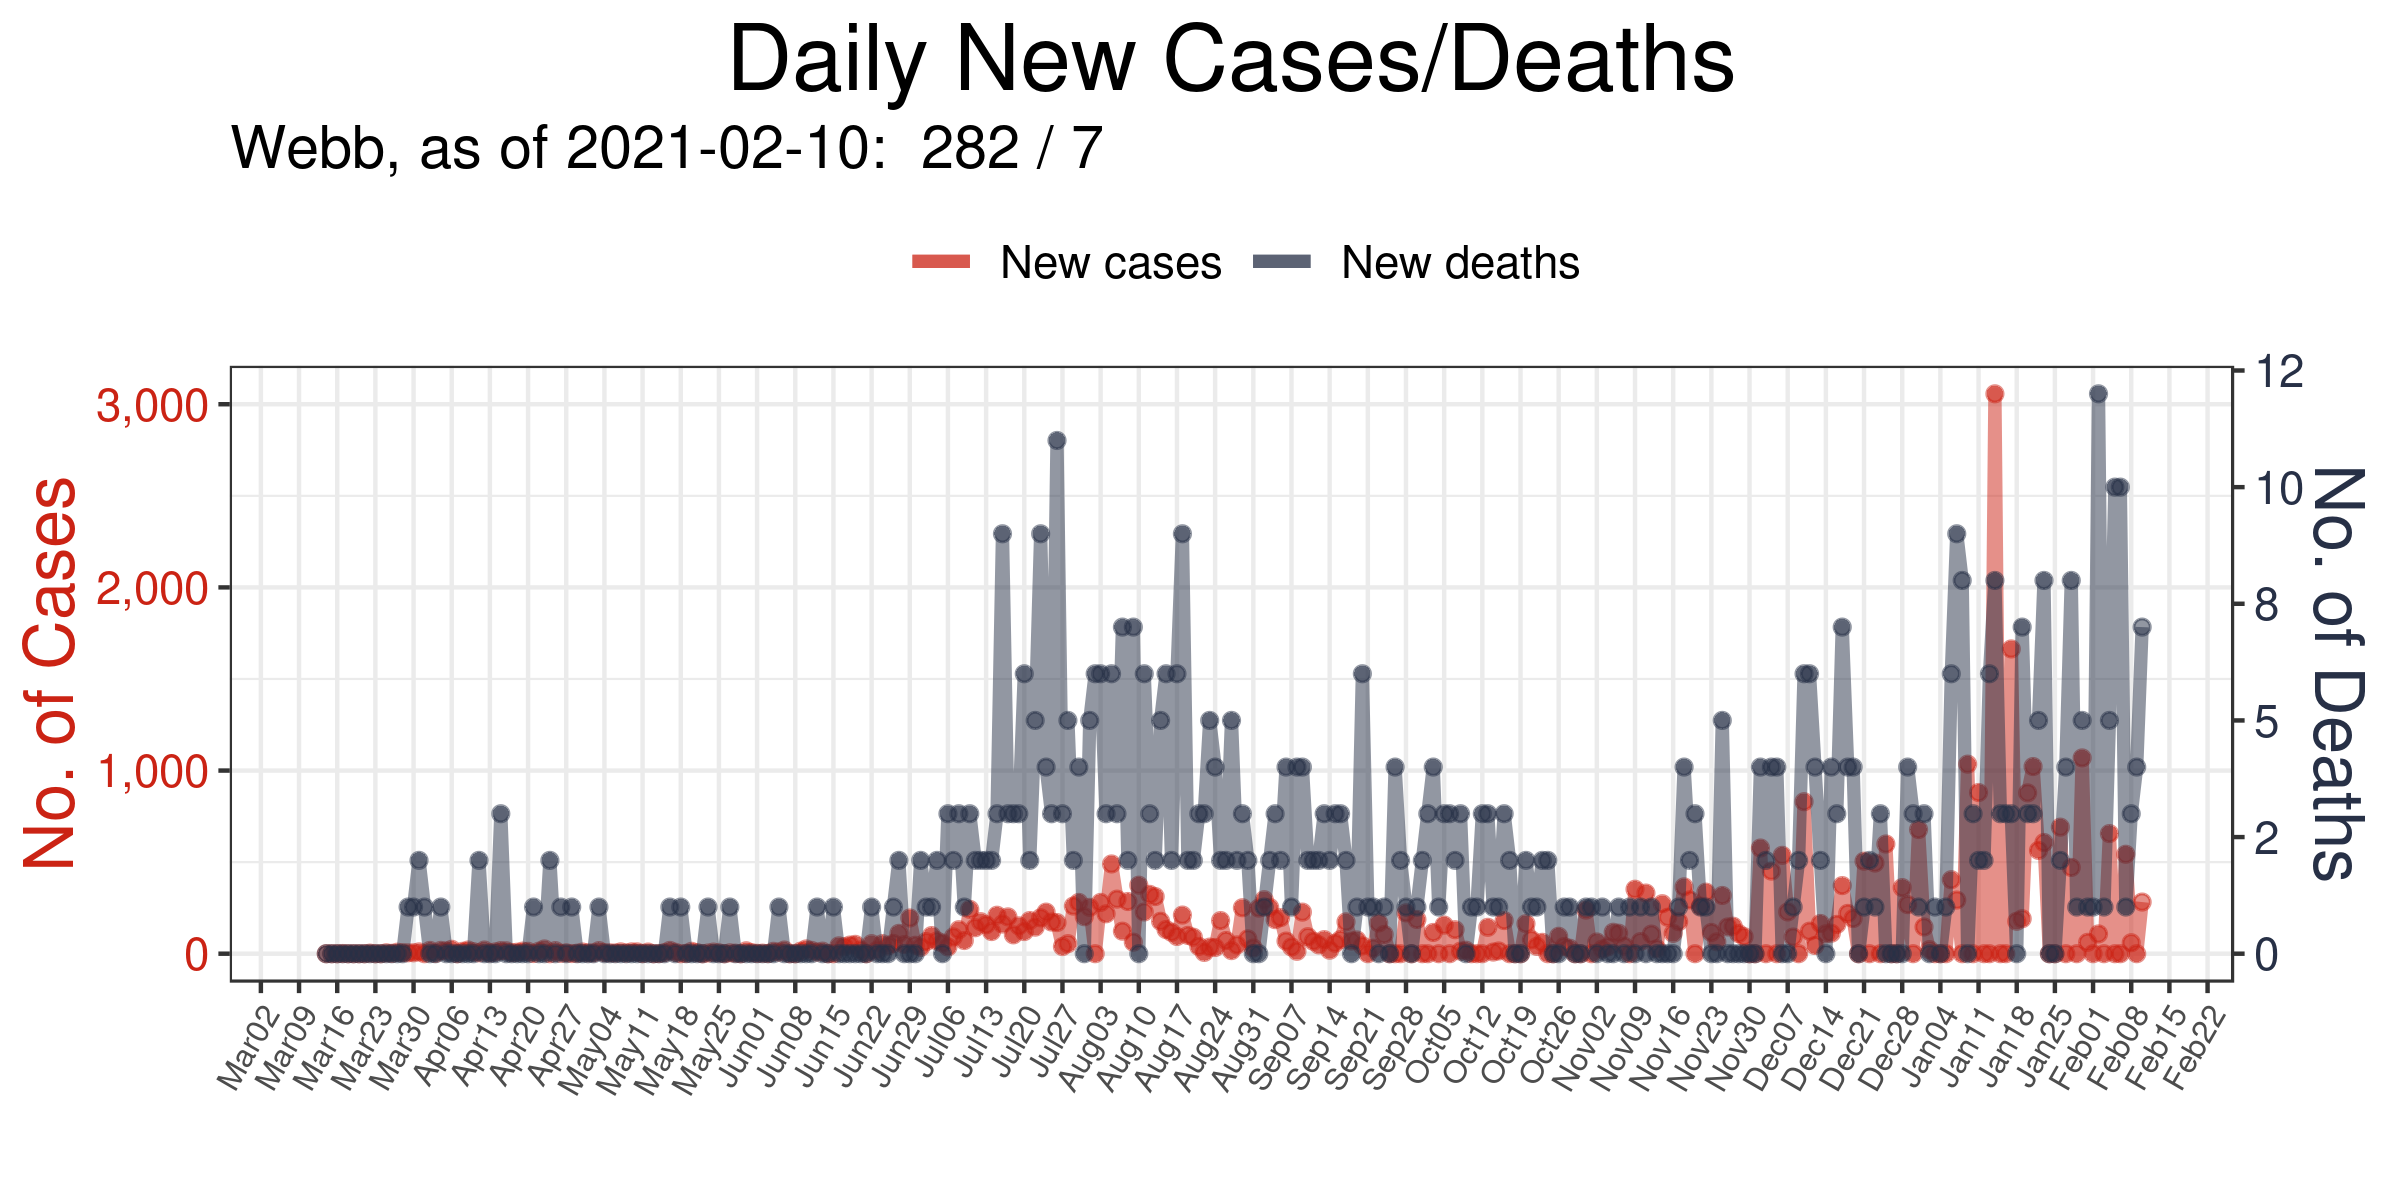 Daily New Cases/Deaths
Webb, as of 2021-02-10:  282 / 7
New cases
New deaths
No. of Cases
3,000
2,000
1,000
0
12
10
8
5
2
0
No. of Deaths
Mar02
Mar09
Mar16
Mar23
Mar30
Apr06
Apr13
Apr20
Apr27
May04
May11
May18
May25
Jun01
Jun08
Jun15
Jun22
Jun29
Jul06
Jul13
Jul20
Jul27
Aug03
Aug10
Aug17
Aug24
Aug31
Sep07
Sep14
Sep21
Sep28
Oct05
Oct12
Oct19
Oct26
Nov02
Nov09
Nov16
Nov23
Nov30
Dec07
Dec14
Dec21
Dec28
Jan04
Jan11
Jan18
Jan25
Feb01
Feb08
Feb15
Feb22